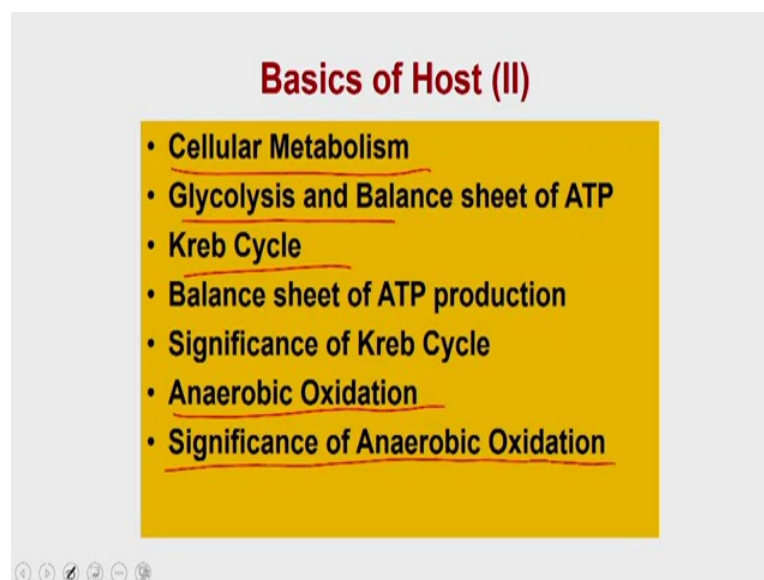 Basics of Host (II)
• Cellular Metabolism
• Glycolysis and Balance sheet of ATP
• Kreb Cycle
• Balance sheet of ATP production
• Significance of Kreb Cycle
• Anaerobic Oxidation
• Significance of Anaerobic Oxidation